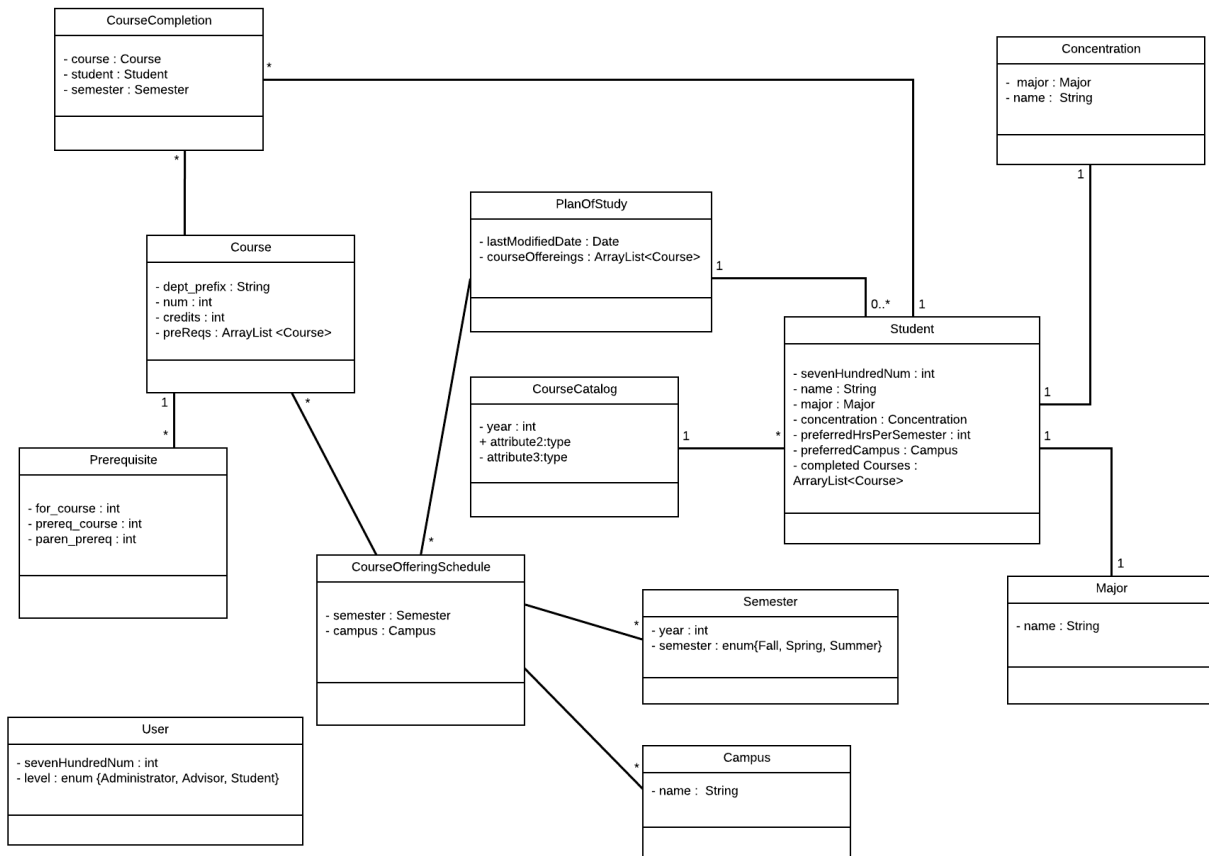 CourseCompletion
- course : Course
- student : Student
- semester : Semester
*
*
Concentration
-  major : Major
- name :  String
1
PlanOfStudy
- lastModifiedDate : Date
- courseOffereings : ArrayList<Course>
1
0..*
1
Course
- dept_prefix : String
- num : int
- credits : int
- preReqs : ArrayList <Course>
1
*
*
Student
- sevenHundredNum : int
- name : String
- major : Major
- concentration : Concentration
- preferredHrsPerSemester : int
- preferredCampus : Campus
- completed Courses :
ArraryList<Course>
1
1
CourseCatalog
- year : int
+ attribute2:type
- attribute3:type
1
*
Prerequisite
- for_course : int
- prereq_course : int
- paren_prereq : int
*
CourseOfferingSchedule
- semester : Semester
- campus : Campus
1
Major
- name : String
Semester
- year : int
- semester : enum{Fall, Spring, Summer}
*
User
- sevenHundredNum : int
- level : enum {Administrator, Advisor, Student}
Campus
- name :  String
*